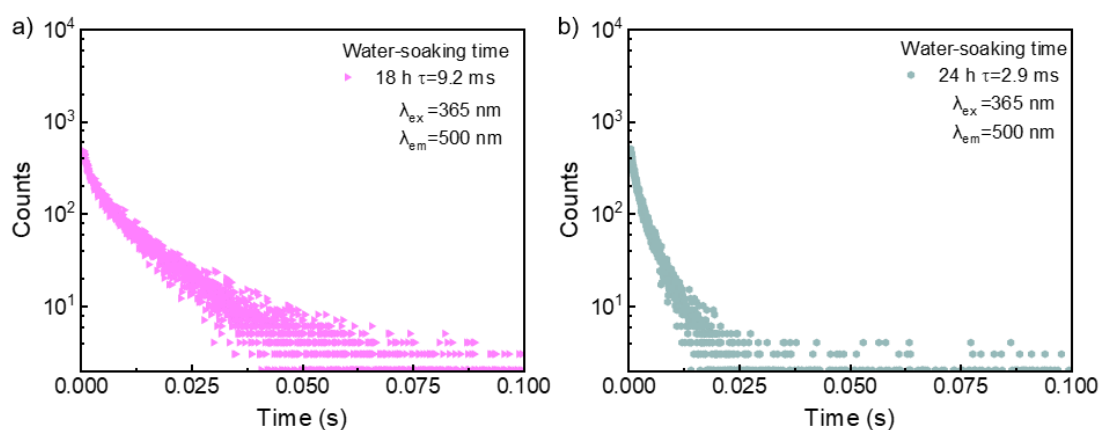 a)
10⁴
10³
10²
10¹
Counts
Water-soaking time
18 h τ=9.2 ms
λex=365 nm
λem=500 nm
0.000 0.025 0.050 0.075 0.100
Time (s)
b)
10⁴
10³
10²
10¹
Counts
Water-soaking time
24 h τ=2.9 ms
λex=365 nm
λem=500 nm
0.000 0.025 0.050 0.075 0.100
Time (s)